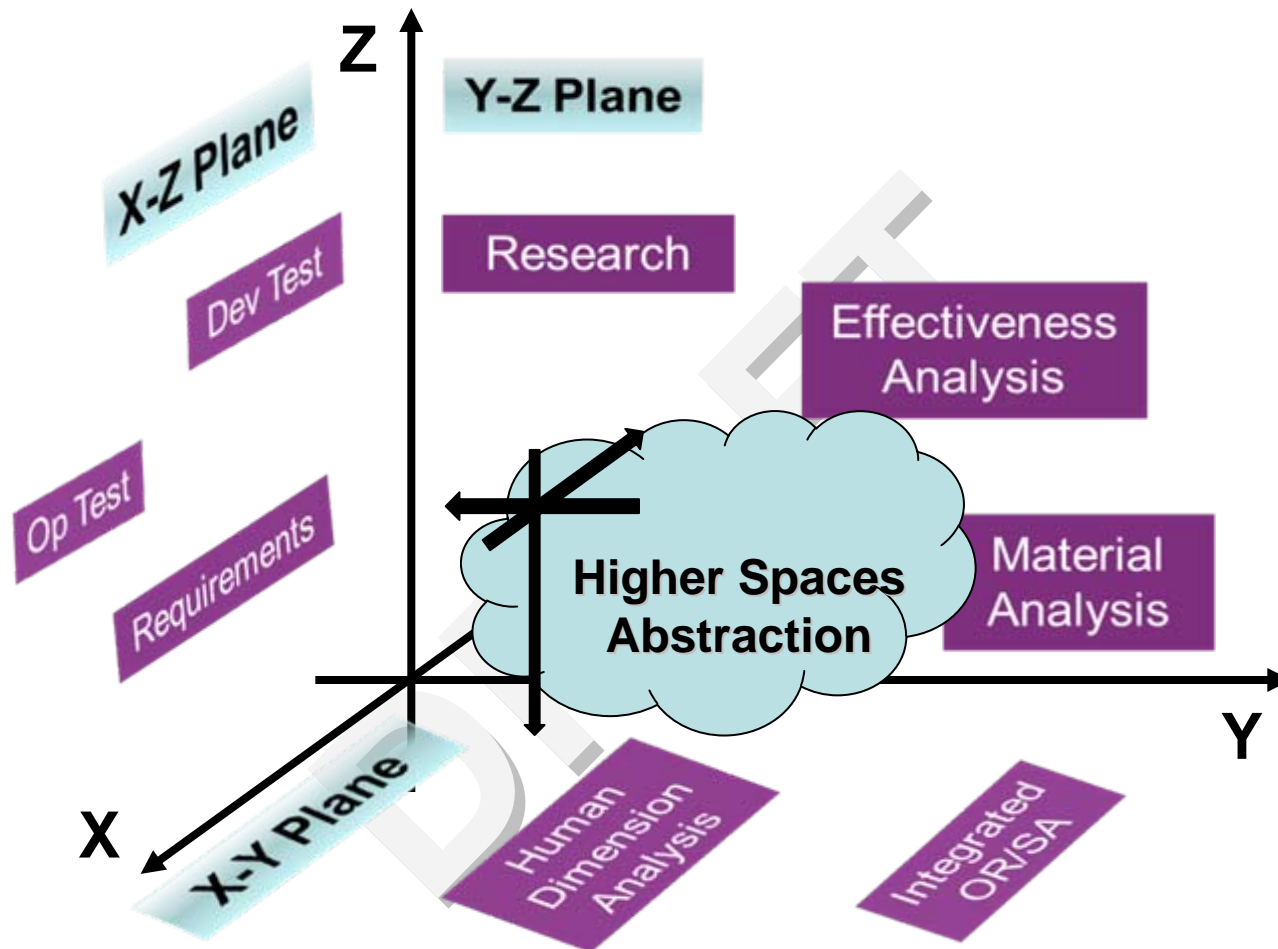 Z
Y-Z Plane
X-Z Plane
Research
Dev Test
Effectiveness
Analysis
Op Test
Requirements
Higher Spaces
Abstraction
Material
Analysis
Y
X
X-Y Plane
Human
Dimension
Analysis
Integrated
OR/SA
DRAFT